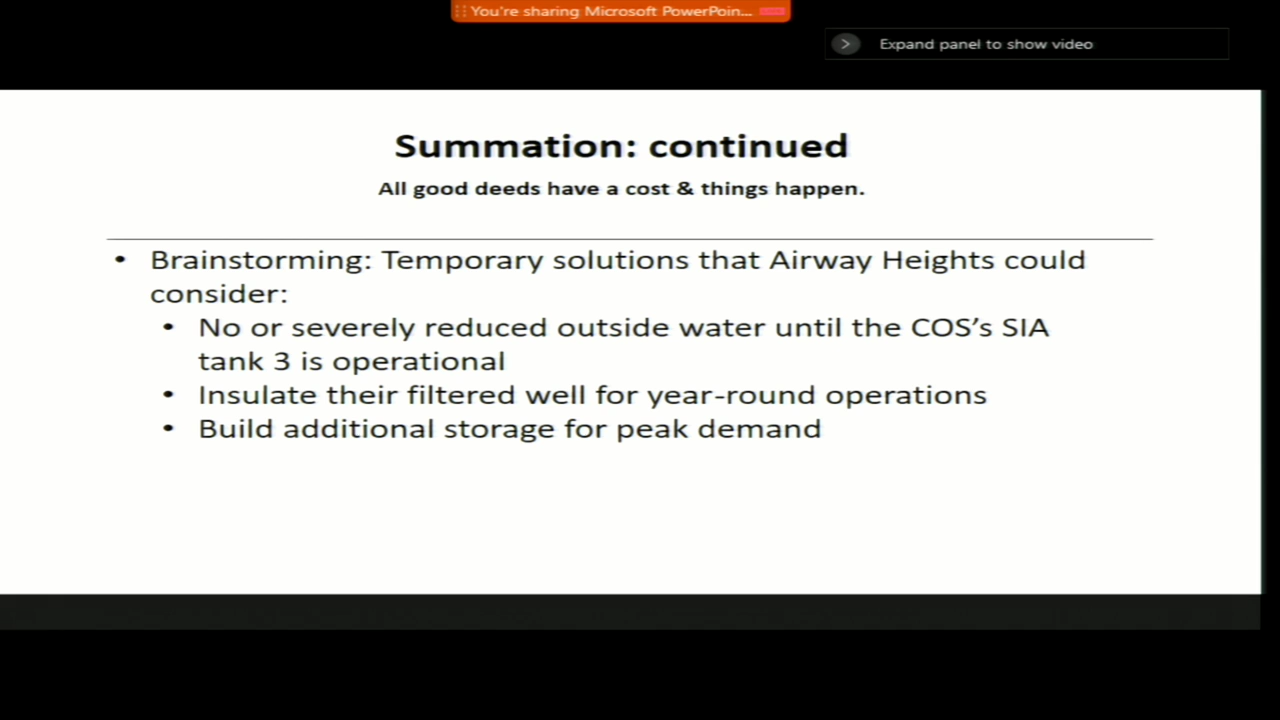 You're sharing Microsoft PowerPoin...
Expand panel to show video
Summation: continued
All good deeds have a cost & things happen.
• Brainstorming: Temporary solutions that Airway Heights could
consider:
• No or severely reduced outside water until the COS's SIA
tank 3 is operational
• Insulate their filtered well for year-round operations
• Build additional storage for peak demand